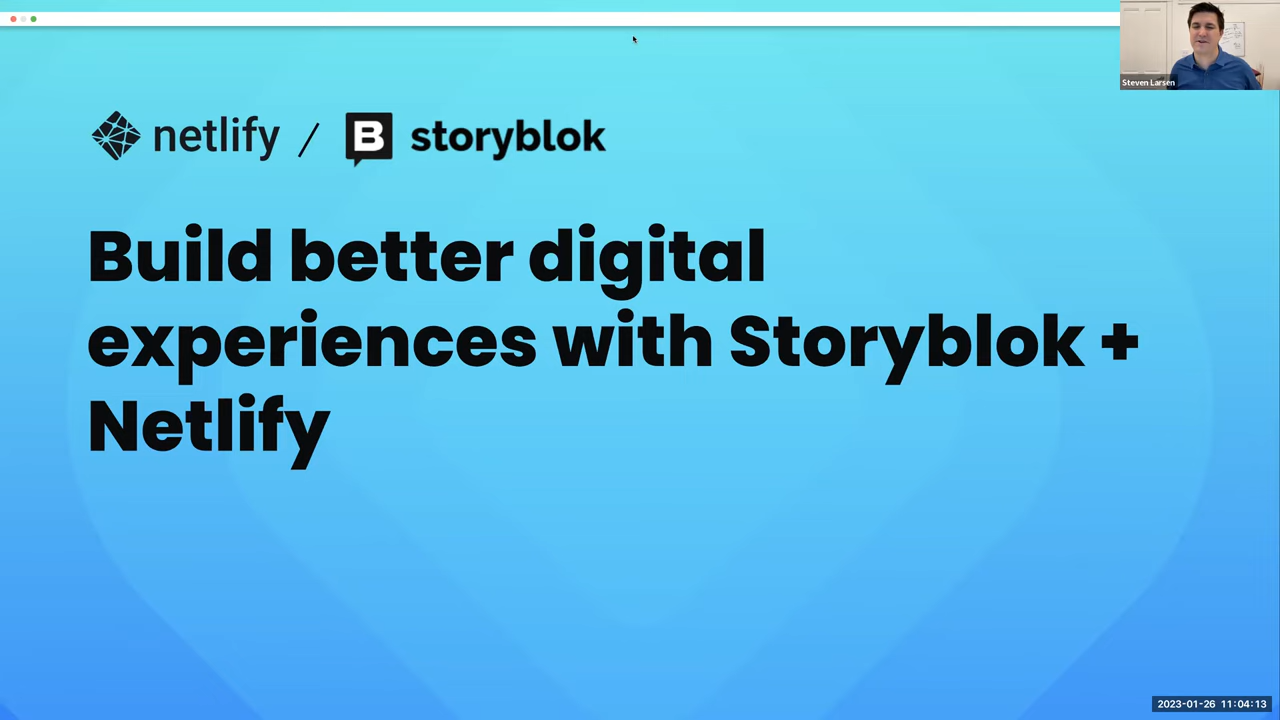 Steven Larsen
netlify / B storyblok
Build better digital
experiences with Storyblok +
Netlify
2023-01-26 11:04:13